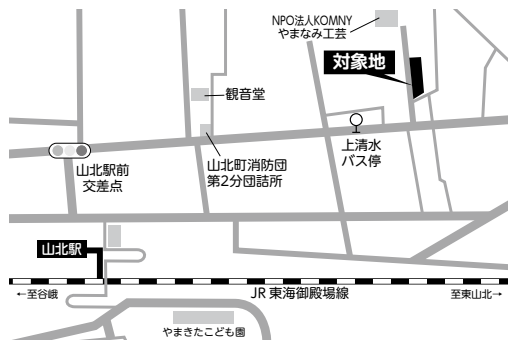 NPO法人KOMNY
やまなみ工芸
対象地
観音堂
上清水
バス停
山北町消防団
第2分団詰所
山北駅前
交差点
山北駅
←至谷峨
JR東海御殿場線
至東山北→
やまきたこども園